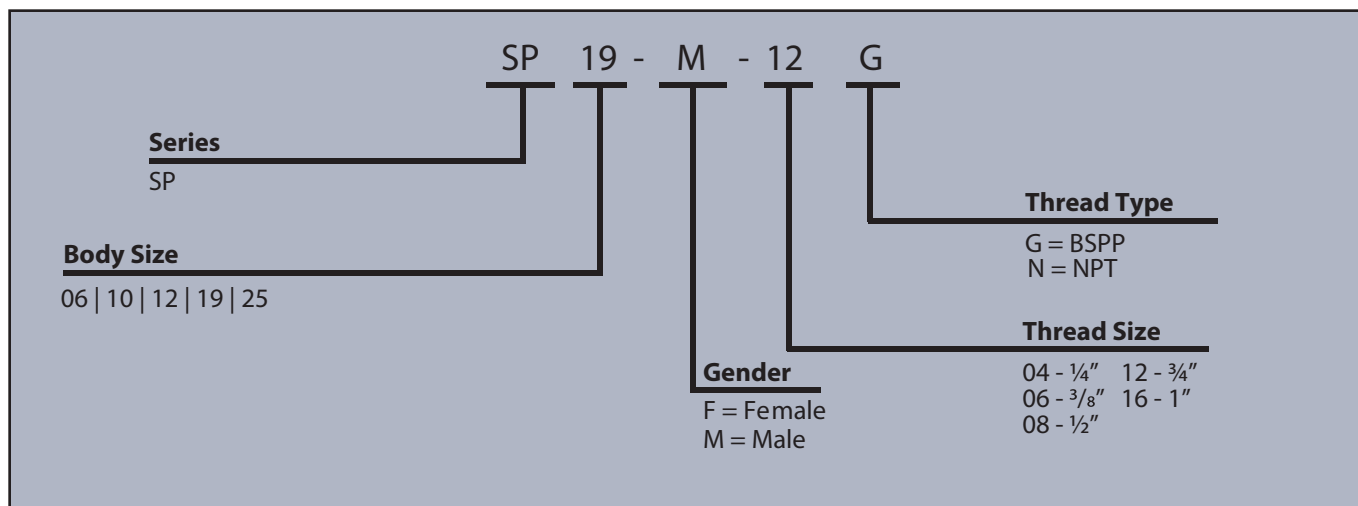 SP 19 - M - 12 G
Series
SP
Body Size
06 | 10 | 12 | 19 | 25
Gender
F = Female
M = Male
Thread Type
G = BSPP
N = NPT
Thread Size
04 - ¼" 12 - ¾"
06 - ³/₈" 16 - 1"
08 - ½"